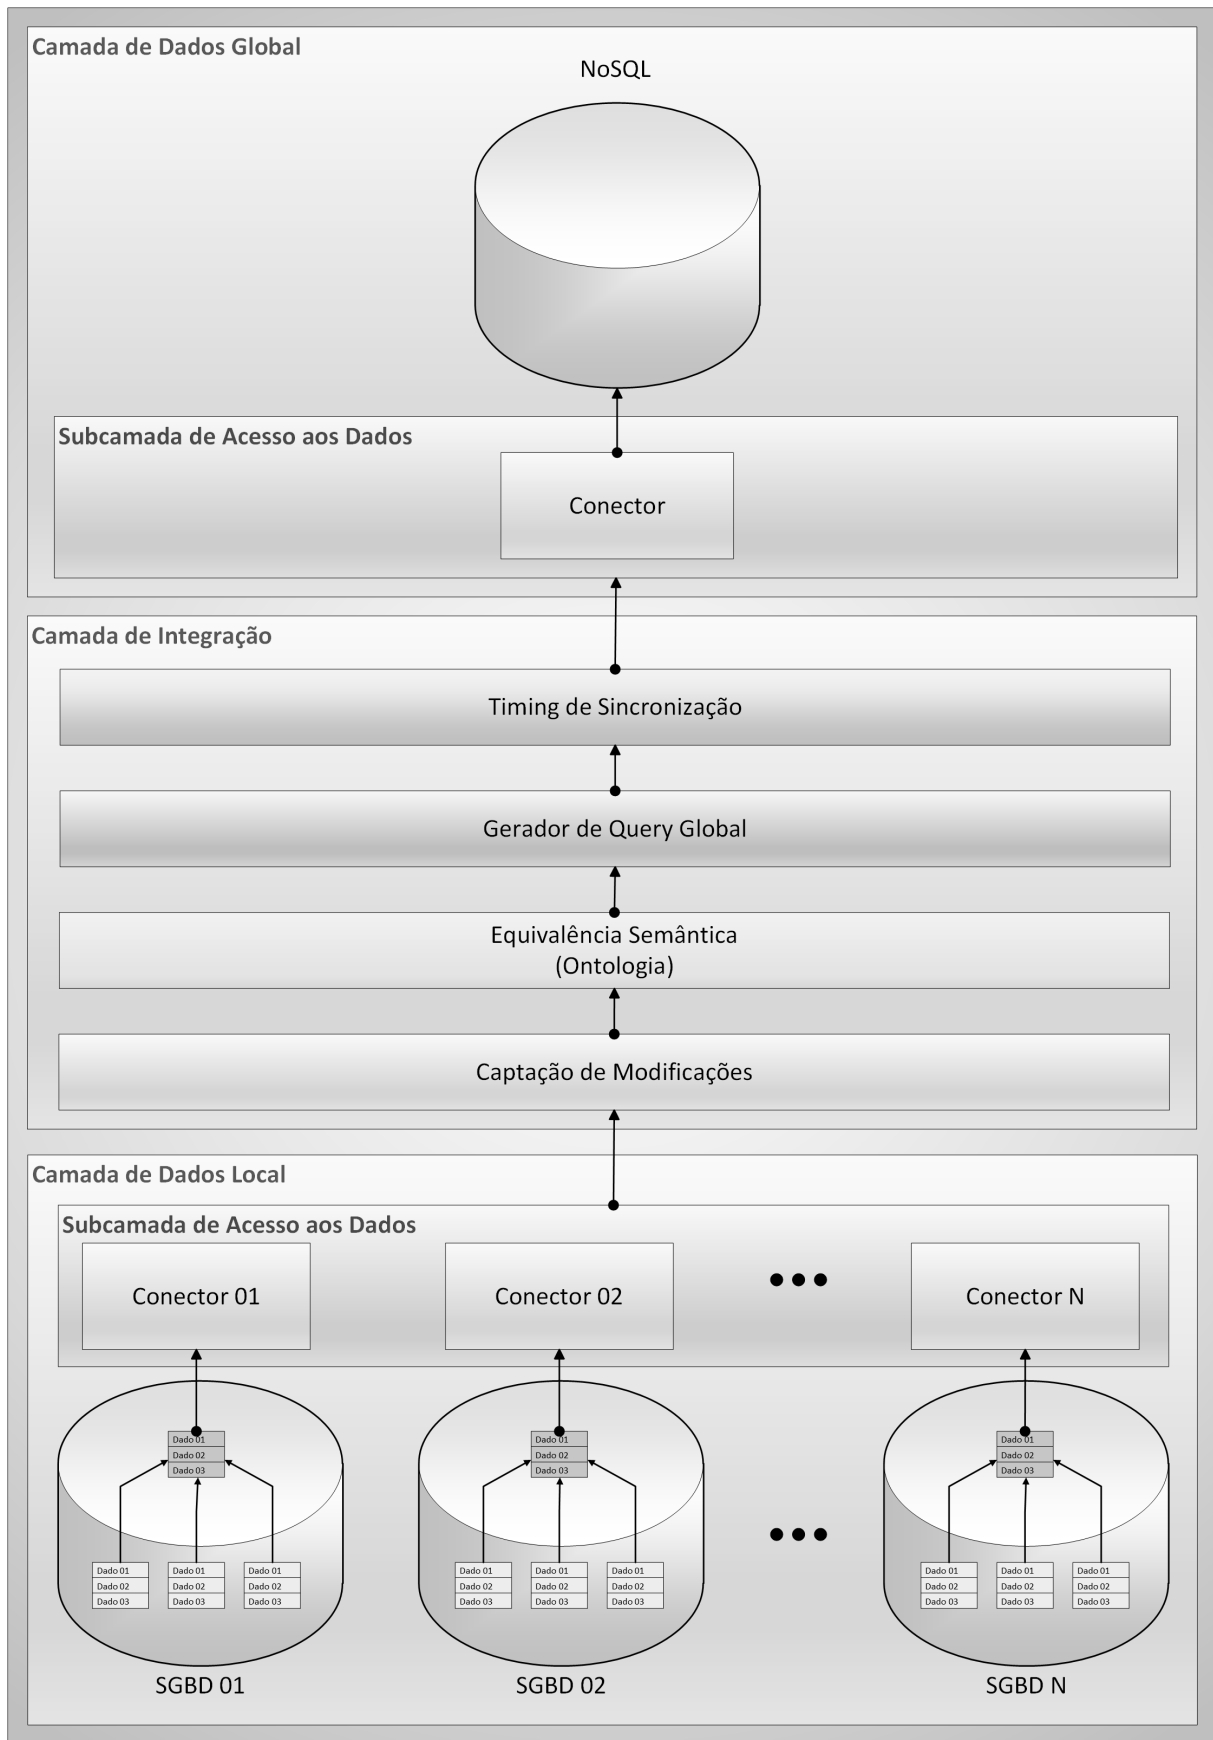 Camada de Dados Global
NoSQL
Subcamada de Acesso aos Dados
Conector
Camada de Integração
Timing de Sincronização
Gerador de Query Global
Equivalência Semântica
(Ontologia)
Captação de Modificações
Camada de Dados Local
Subcamada de Acesso aos Dados
Conector 01
Conector 02
Conector N
Dado 01
Dado 02
Dado 03
Dado 01
Dado 02
Dado 03
Dado 01
Dado 02
Dado 03
Dado 01
Dado 02
Dado 03
Dado 01
Dado 02
Dado 03
Dado 01
Dado 02
Dado 03
Dado 01
Dado 02
Dado 03
Dado 01
Dado 02
Dado 03
Dado 01
Dado 02
Dado 03
Dado 01
Dado 02
Dado 03
Dado 01
Dado 02
Dado 03
Dado 01
Dado 02
Dado 03
SGBD 01
SGBD 02
SGBD N